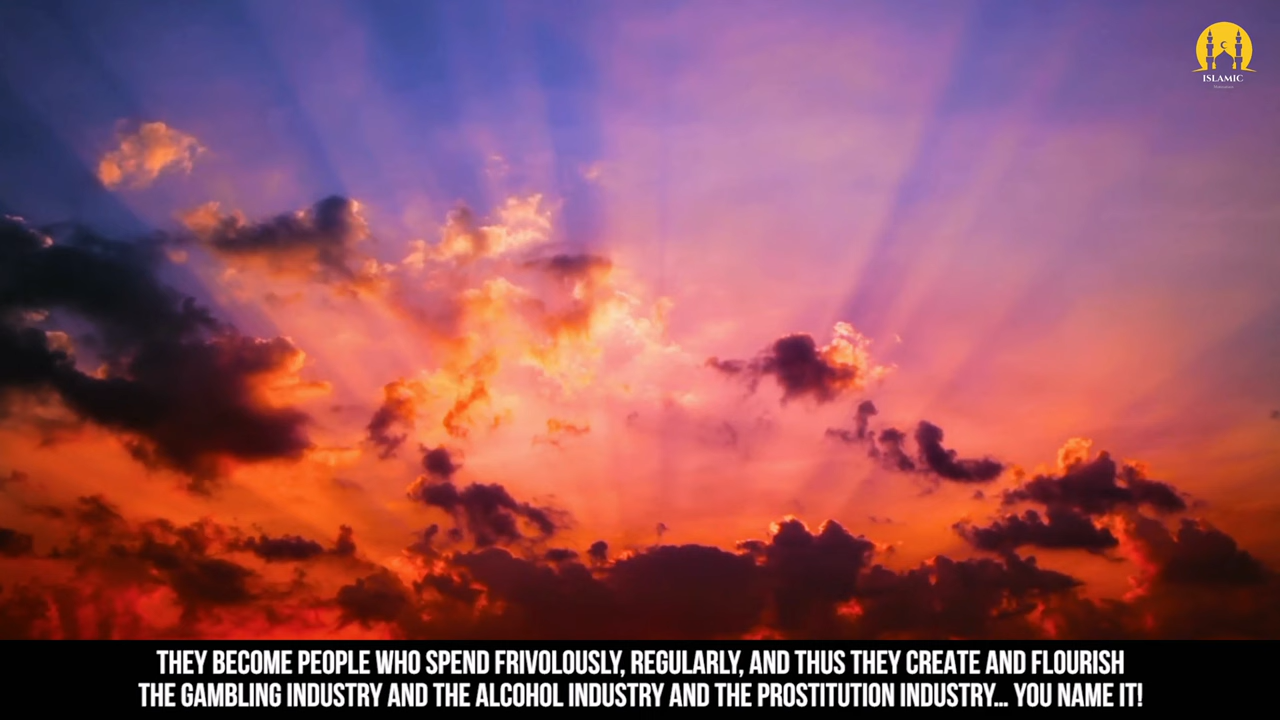 ISLAMIC
THEY BECOME PEOPLE WHO SPEND FRIVOLOUSLY, REGULARLY, AND THUS THEY CREATE AND FLOURISH
THE GAMBLING INDUSTRY AND THE ALCOHOL INDUSTRY AND THE PROSTITUTION INDUSTRY... YOU NAME IT!